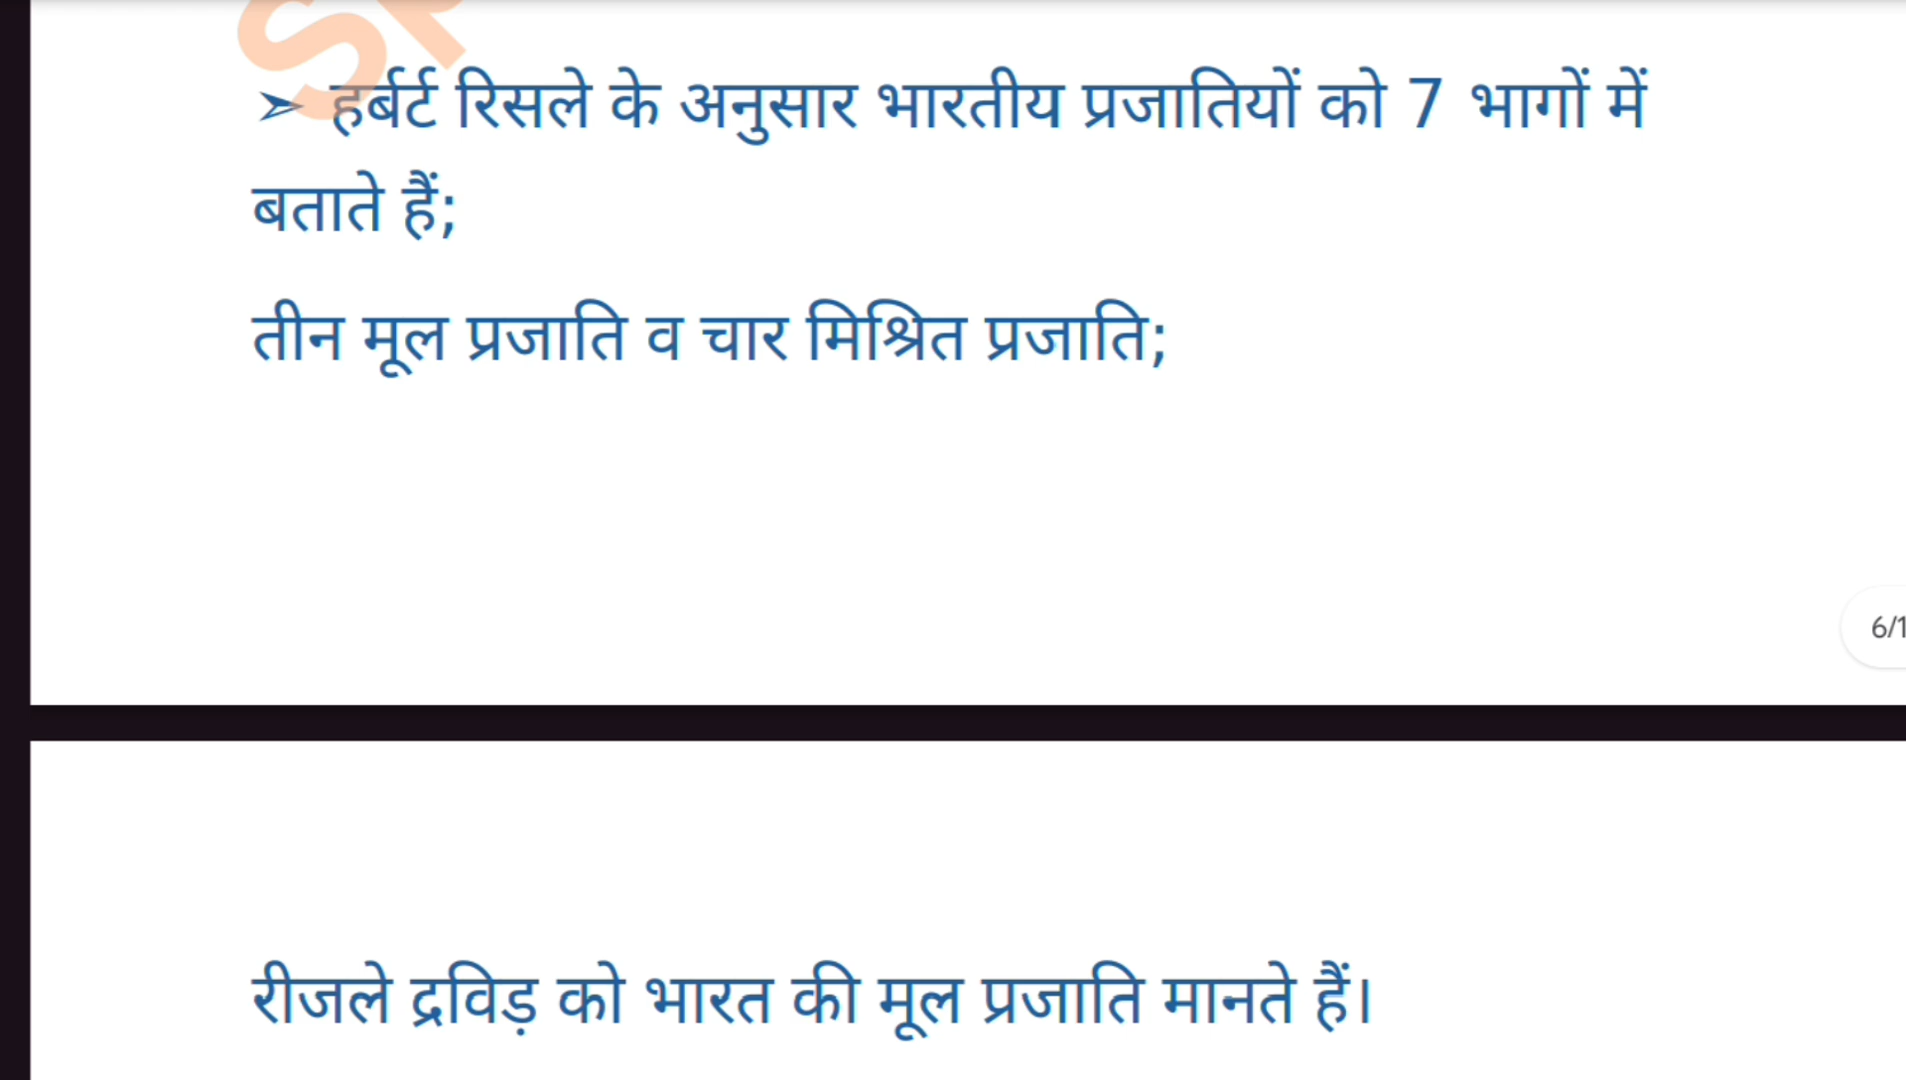 ➢ हर्बर्ट रिसले के अनुसार भारतीय प्रजातियों को 7 भागों में
बताते हैं;
तीन मूल प्रजाति व चार मिश्रित प्रजाति;
6/1
रीजले द्रविड़ को भारत की मूल प्रजाति मानते हैं।